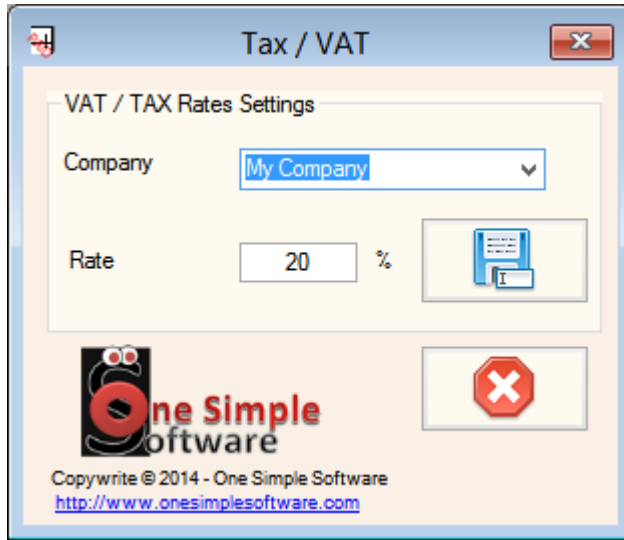 Tax / VAT
VAT / TAX Rates Settings
Company My Company
Rate 20 %
One Simple
Software
Copywrite © 2014 - One Simple Software
http://www.onesimplesoftware.com